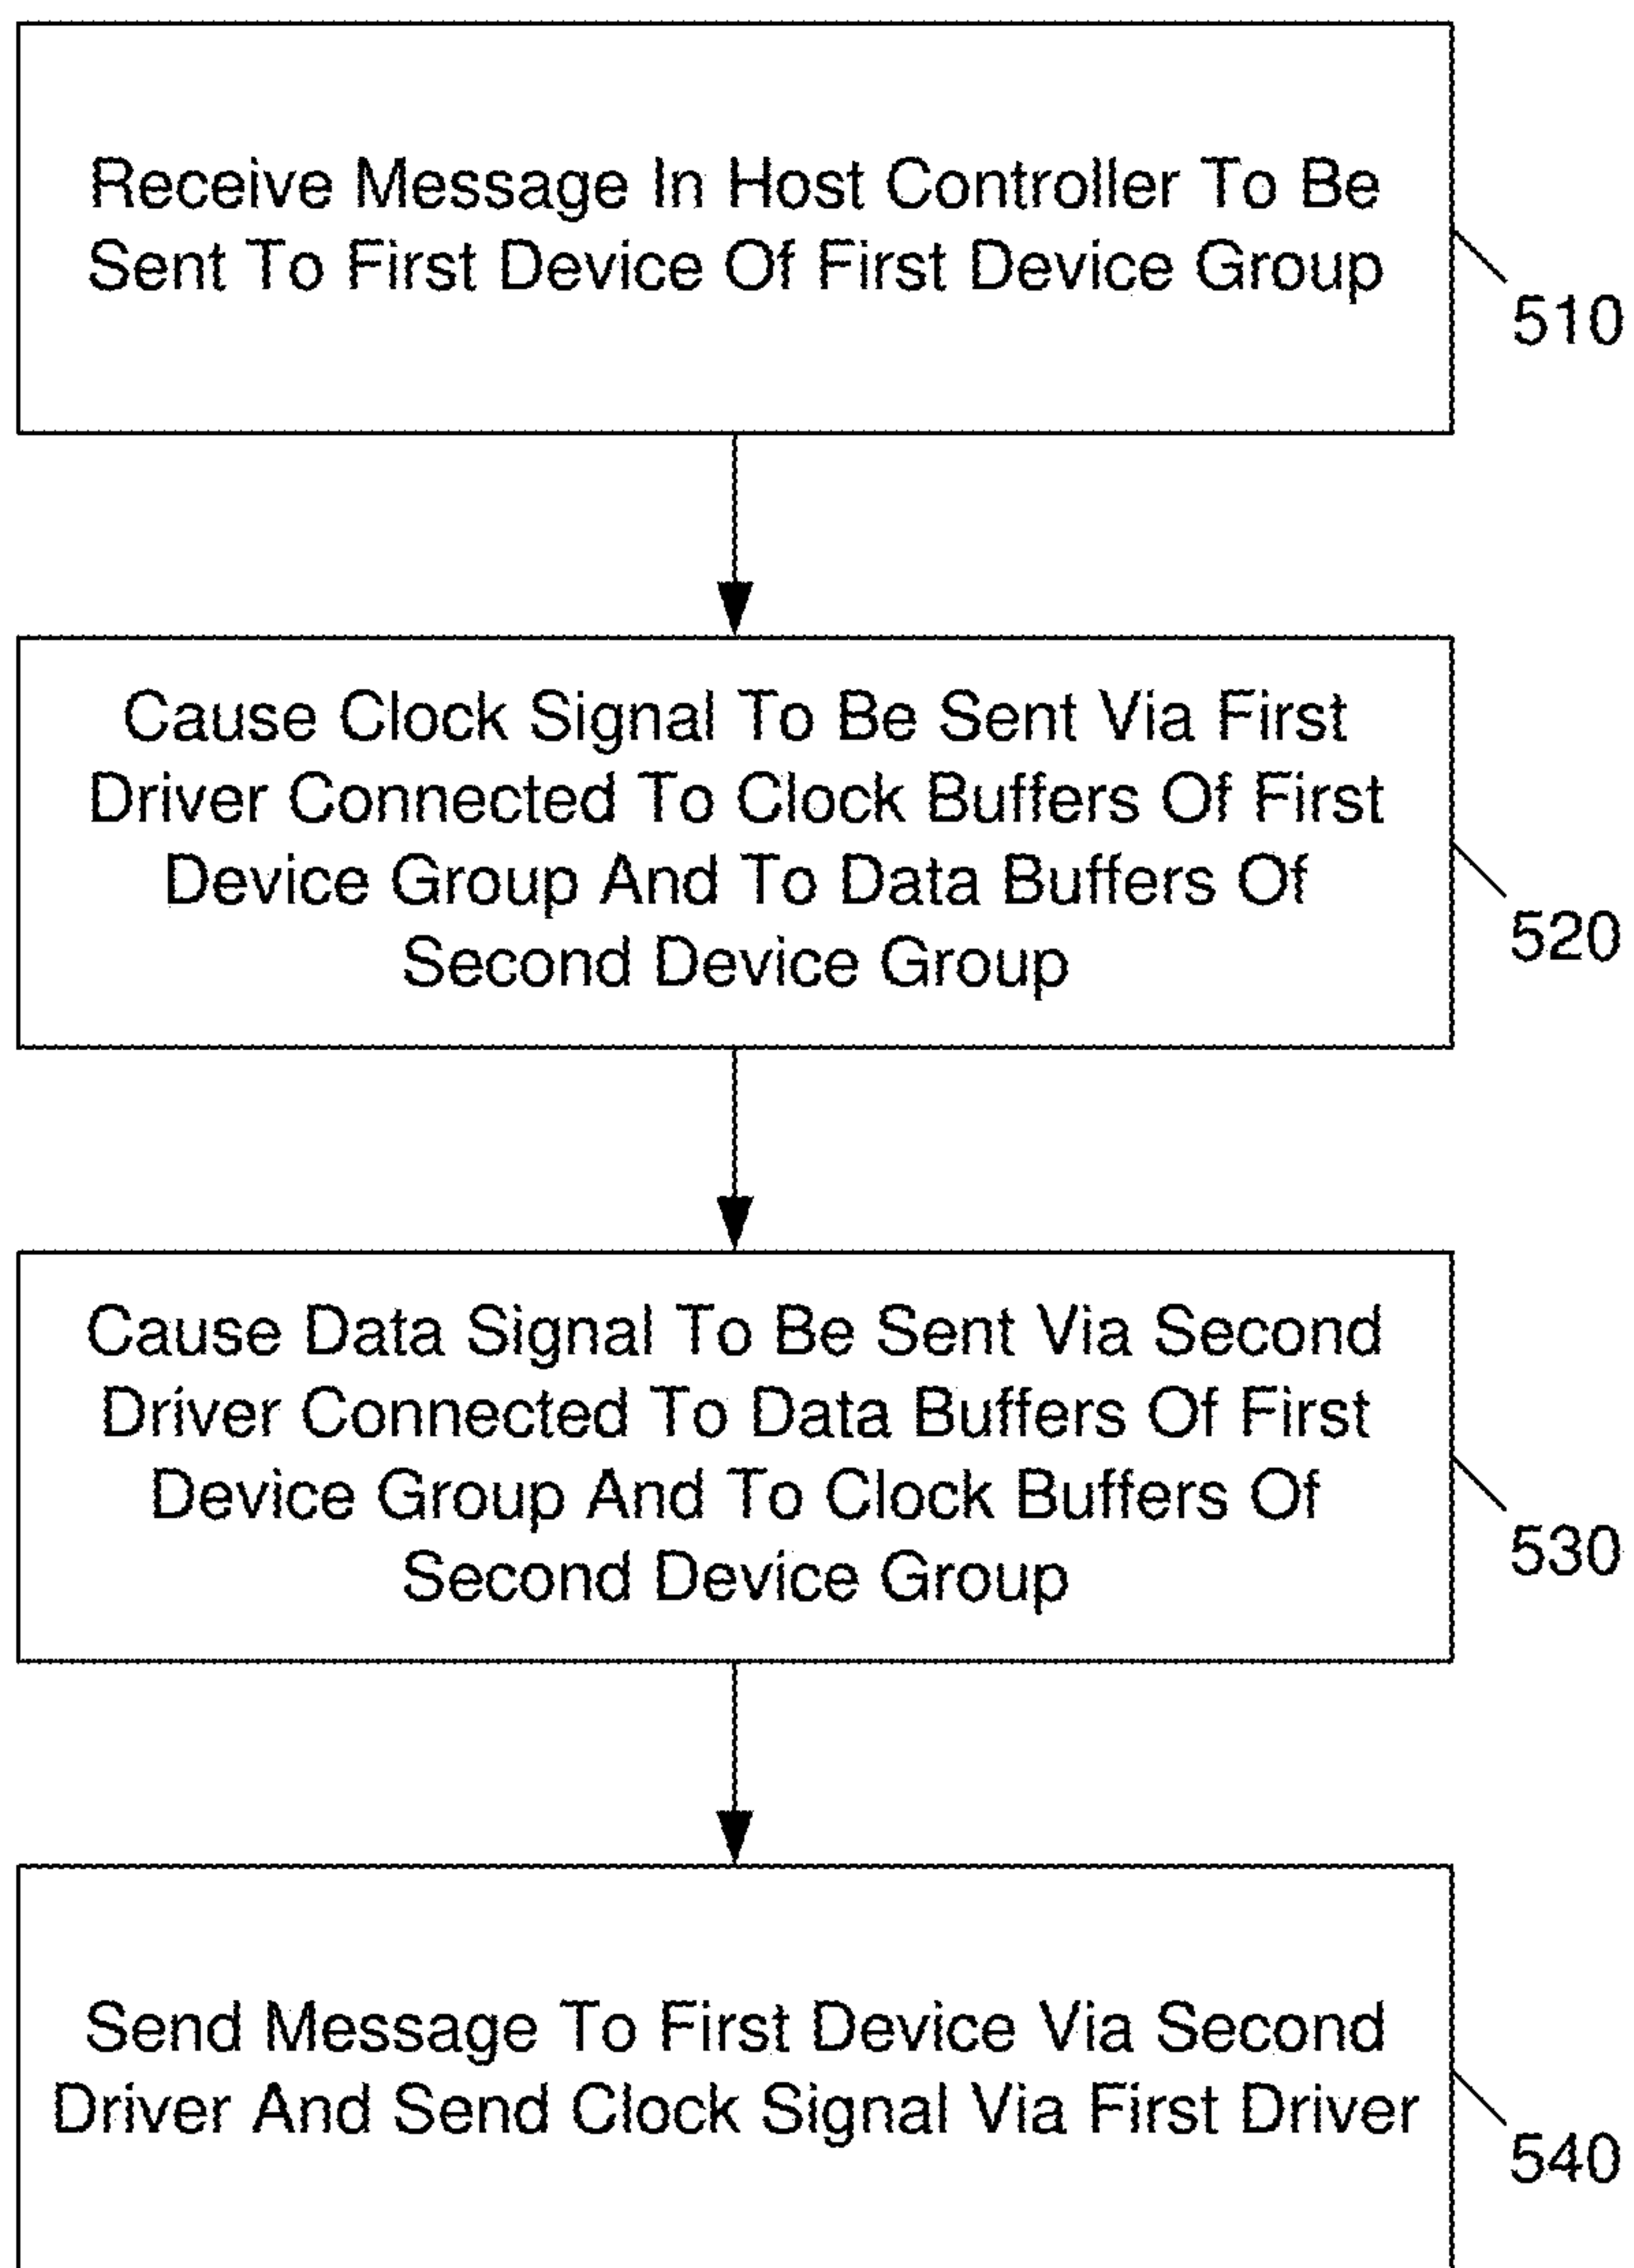 Receive Message In Host Controller To Be
Sent To First Device Of First Device Group
510
Cause Clock Signal To Be Sent Via First
Driver Connected To Clock Buffers Of First
Device Group And To Data Buffers Of
Second Device Group
520
Cause Data Signal To Be Sent Via Second
Driver Connected To Data Buffers Of First
Device Group And To Clock Buffers Of
Second Device Group
530
Send Message To First Device Via Second
Driver And Send Clock Signal Via First Driver
540